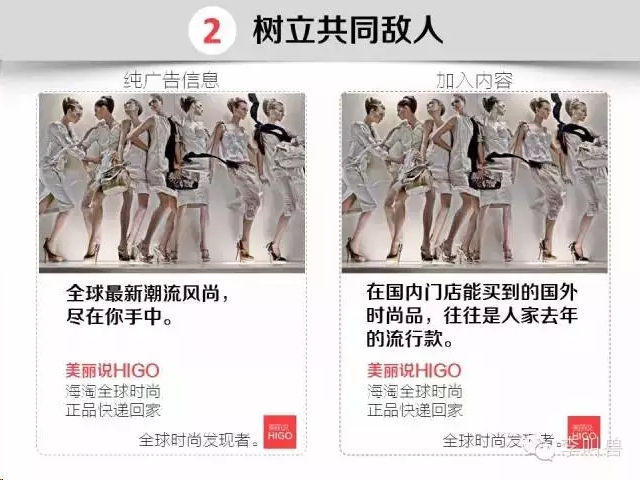 2 树立共同敌人
纯广告信息
加入内容
全球最新潮流风尚，
尽在你手中。
美丽说HIGO
海淘全球时尚
正品快递回家
全球时尚发现者。
美丽说
HIGO
在国内门店能买到的国外
时尚品，往往是人家去年
的流行款。
美丽说HIGO
海淘全球时尚
正品快递回家
全球时尚发现者。
美丽说
HIGO
李叫兽